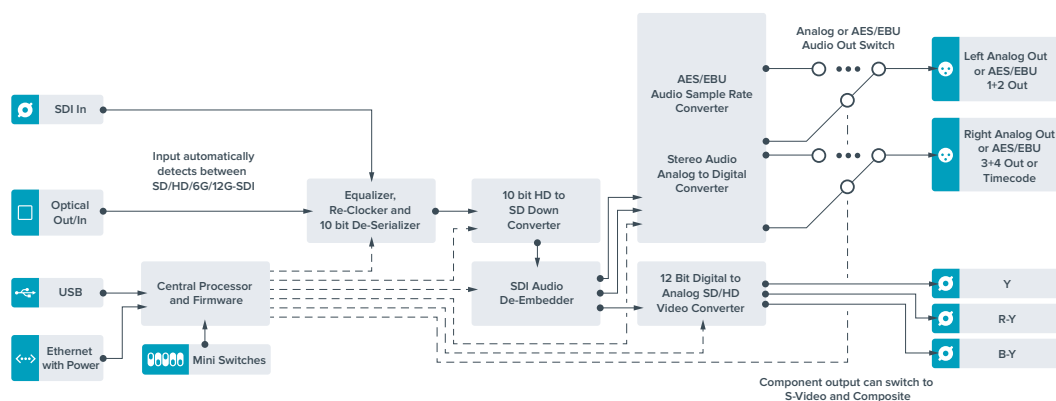 Analog or AES/EBU
Audio Out Switch
Left Analog Out
or AES/EBU
1+2 Out
AES/EBU
Audio Sample Rate
Converter
SDI In
Right Analog Out
or AES/EBU
3+4 Out or
Timecode
Input automatically
detects between
SD/HD/6G/12G-SDI
Stereo Audio
Analog to Digital
Converter
Optical
Out/In
Equalizer,
Re-Clocker and
10 bit De-Serializer
10 bit HD to
SD Down
Converter
USB
Central Processor
and Firmware
SDI Audio
De-Embedder
12 Bit Digital to
Analog SD/HD
Video Converter
Y
R-Y
Ethernet
with Power
Mini Switches
B-Y
Component output can switch to
S-Video and Composite